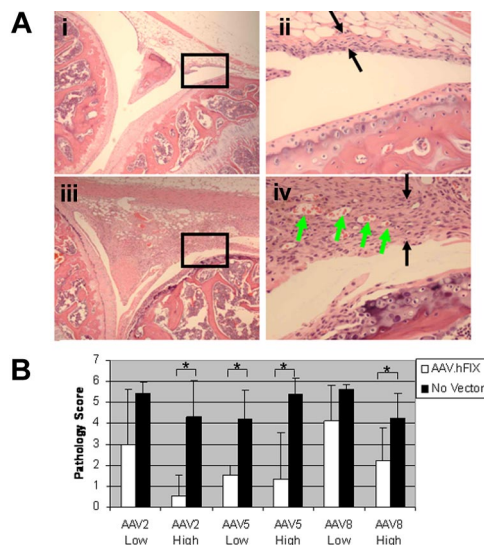 A
i
ii
iii
iv
B
Pathology Score
7
6
5
4
3
2
1
0
* * * *
AAV.hFIX
No Vector
AAV2 AAV2 AAV5 AAV5 AAV8 AAV8
Low High Low High Low High